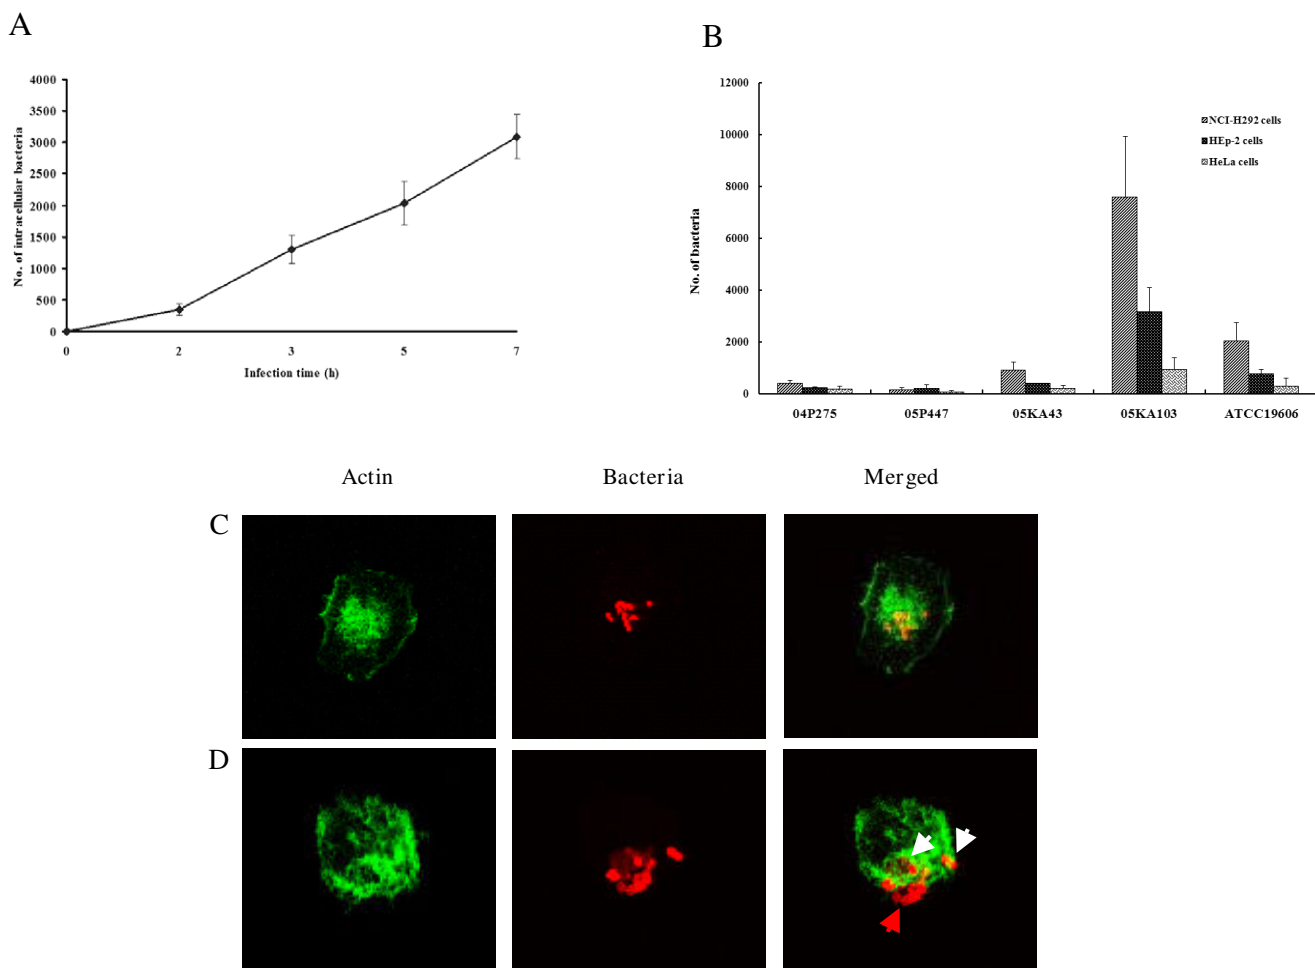 A
B
No. of intracellular bacteria
4000
3500
3000
2500
2000
1500
1000
500
0
0 2 3 5 7
Infection time (h)
No. of bacteria
12000
10000
8000
6000
4000
2000
0
NCI-H292 cells
HEp-2 cells
HeLa cells
04P275 05P447 05KA43 05KA103 ATCC19606
Actin Bacteria Merged
C
D